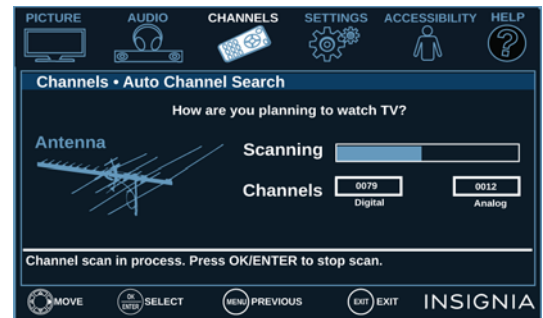 PICTURE AUDIO CHANNELS SETTINGS ACCESSIBILITY HELP
?
Channels • Auto Channel Search
How are you planning to watch TV?
Antenna
Scanning
Channels 0079 0012
Digital Analog
Channel scan in process. Press OK/ENTER to stop scan.
MOVE OK ENTER SELECT MENU PREVIOUS EXIT EXIT INSIGNIA